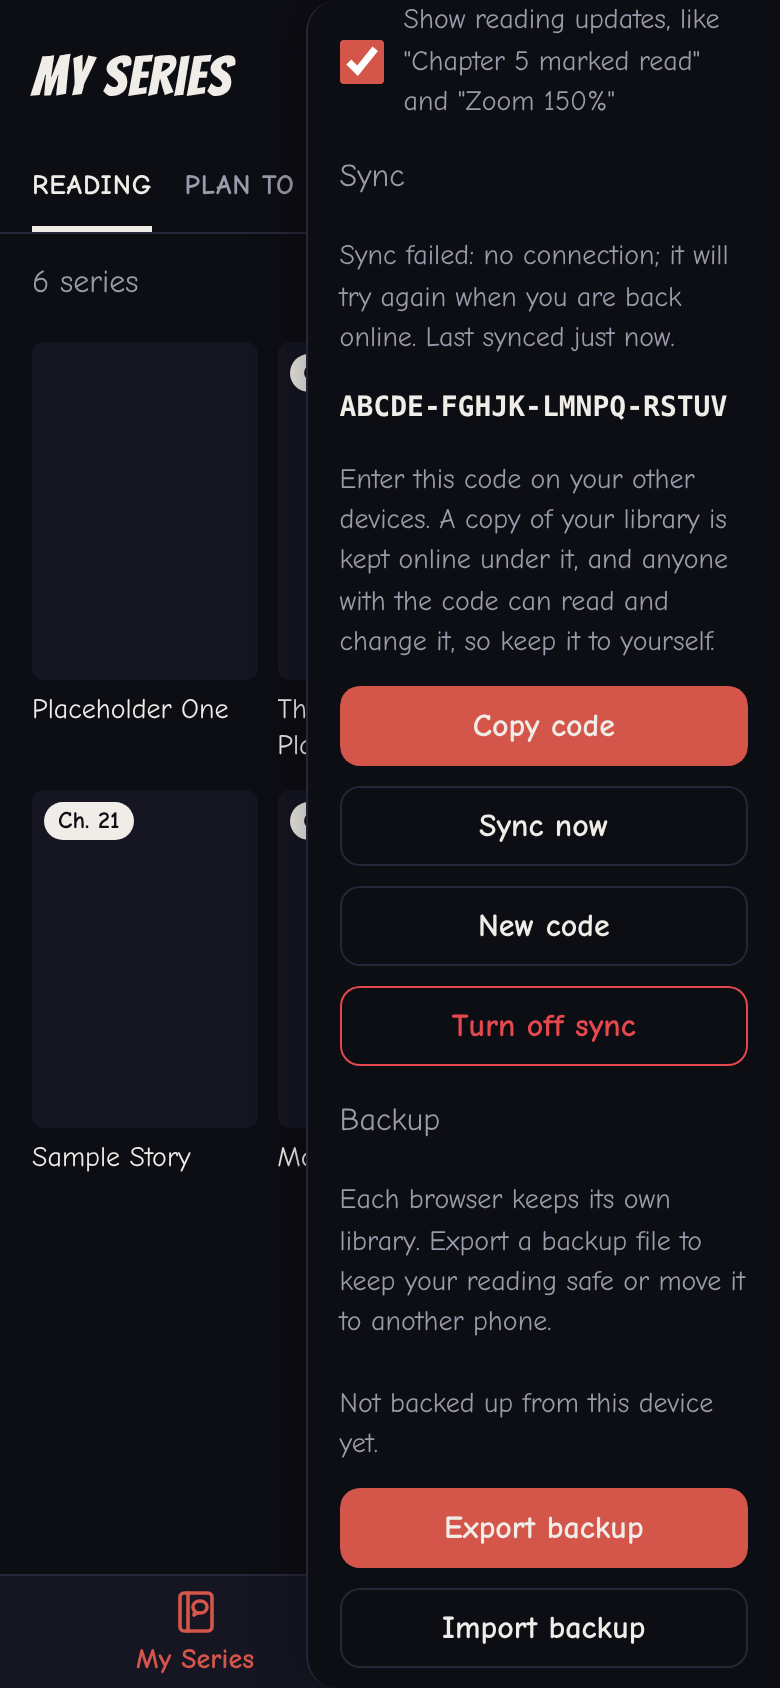 MY SERIES
READING
PLAN TO
6 series
Placeholder One
Th
Pla
Ch. 21
Sample Story
Mo
My Series
Show reading updates, like
"Chapter 5 marked read"
and "Zoom 150%"
Sync
Sync failed: no connection; it will
try again when you are back
online. Last synced just now.
ABCDE-FGHJK-LMNPQ-RSTUV
Enter this code on your other
devices. A copy of your library is
kept online under it, and anyone
with the code can read and
change it, so keep it to yourself.
Copy code
Sync now
New code
Turn off sync
Backup
Each browser keeps its own
library. Export a backup file to
keep your reading safe or move it
to another phone.
Not backed up from this device
yet.
Export backup
Import backup